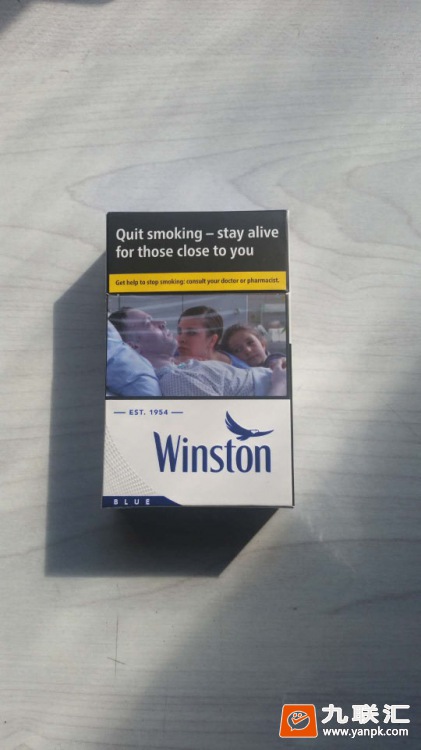 Quit smoking – stay alive
for those close to you
Get help to stop smoking: consult your doctor or pharmacist.
EST. 1954
Winston
BLUE
九联汇
www.yanpk.com